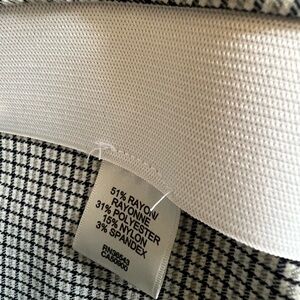 51% RAYON/
RAYONNE
31% POLYESTER
15% NYLON
3% SPANDEX